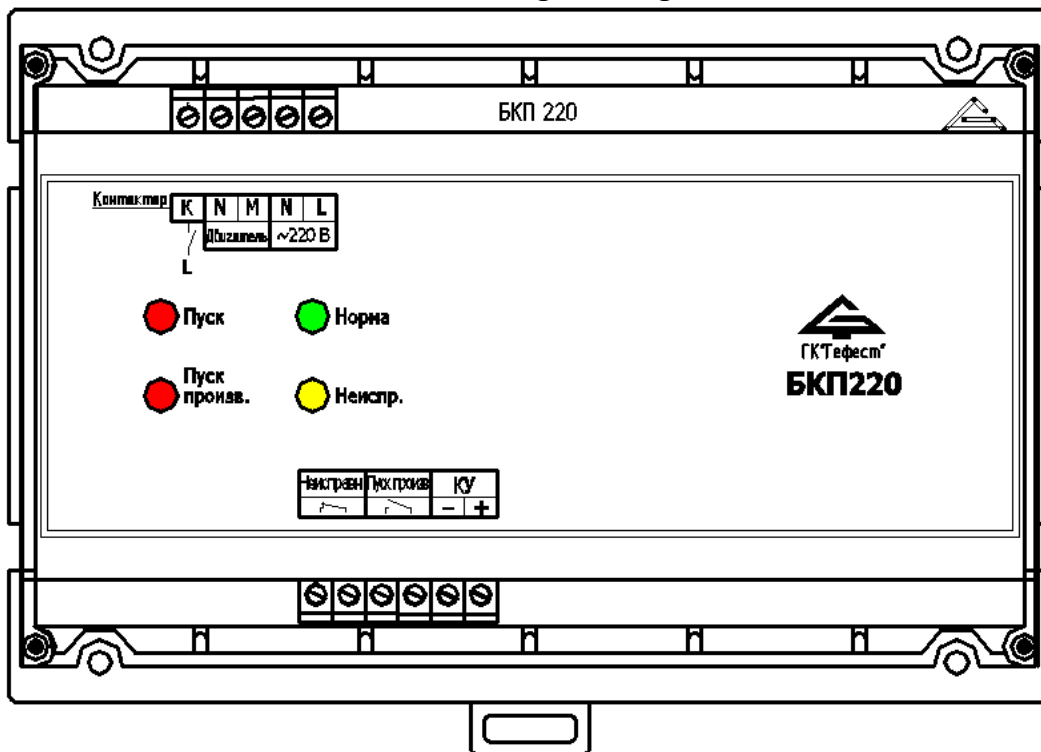 БКП 220
Контактор K N M N L
Двигатель ~220 В
L
Пуск
Норма
Пуск
произв.
Неиспр.
ГК"Гефест"
БКП220
Неисправн Пуск произв КУ
− +